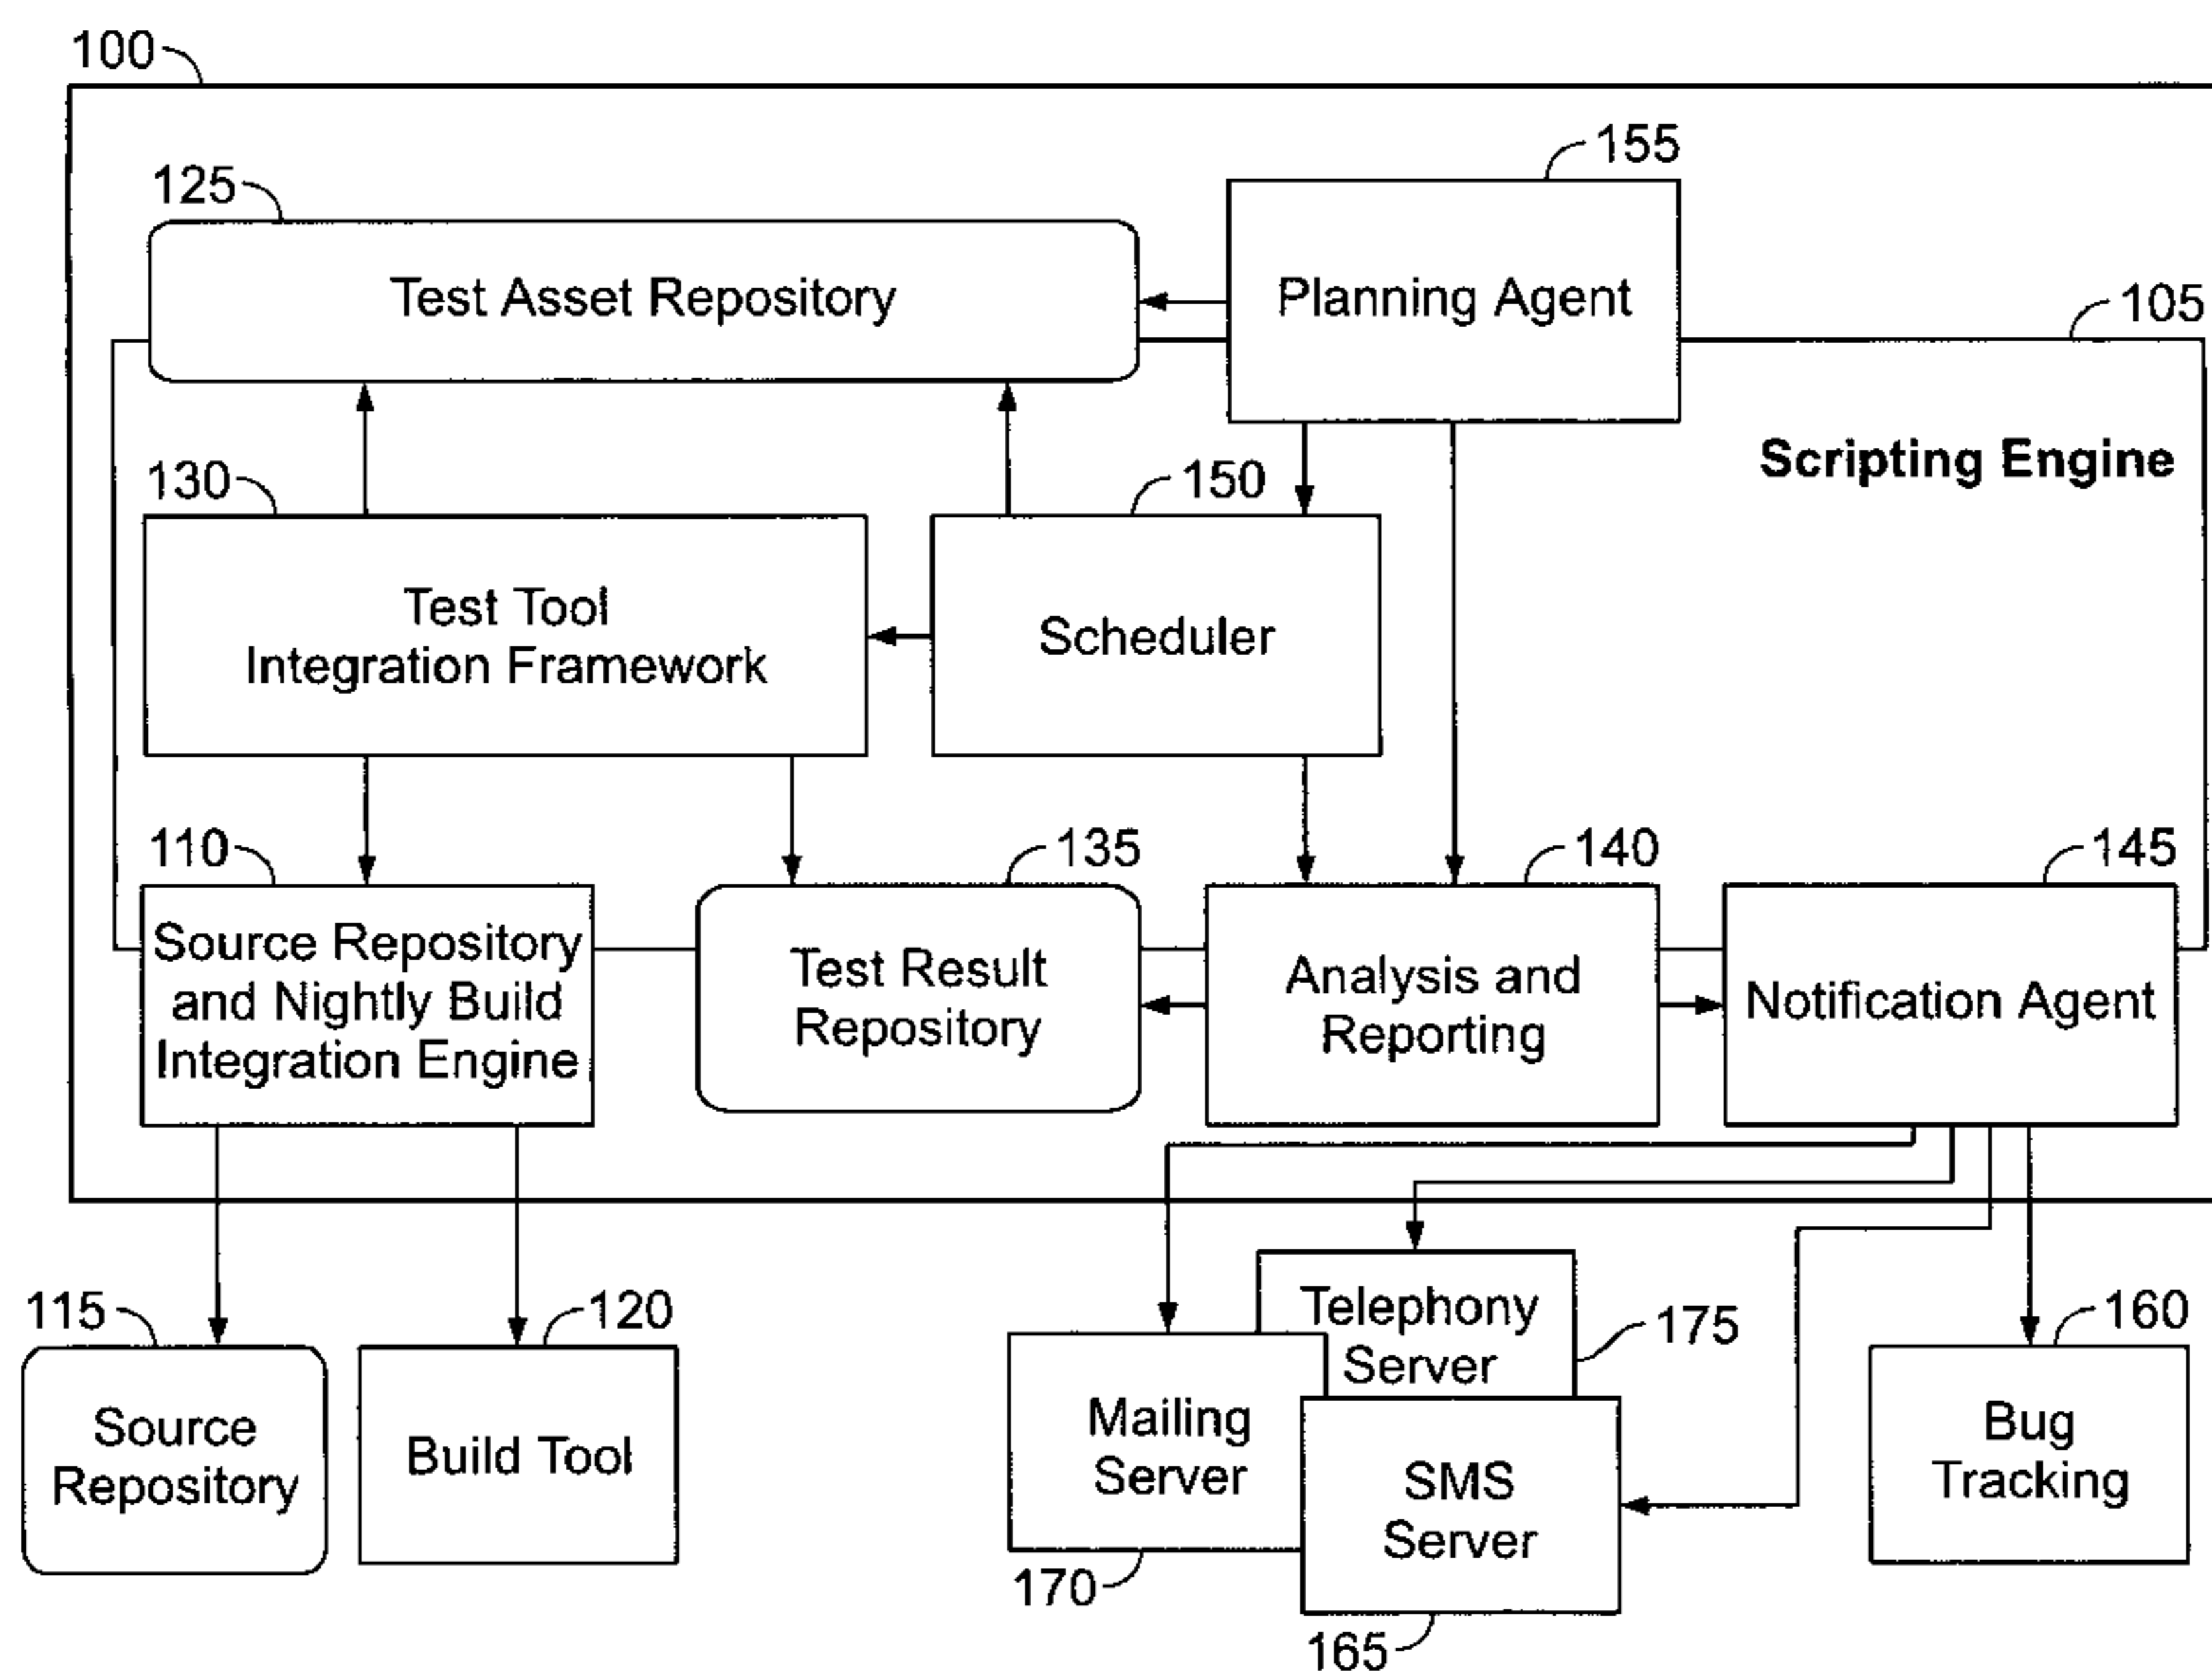 100
155
125
Test Asset Repository
Planning Agent
105
Scripting Engine
130
150
Test Tool
Integration Framework
Scheduler
110
135
140
145
Source Repository
and Nightly Build
Integration Engine
Test Result
Repository
Analysis and
Reporting
Notification Agent
115
120
Telephony
Server
175
160
Source
Repository
Build Tool
Mailing
Server
SMS
Server
Bug
Tracking
170
165